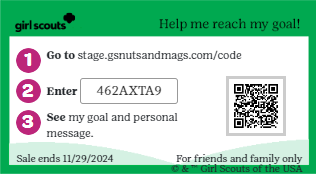 girl scouts
Help me reach my goal!
1 Go to stage.gsnutsandmags.com/code
2 Enter 462AXTA9
3 See my goal and personal
message.
Sale ends 11/29/2024
For friends and family only
© & ™ Girl Scouts of the USA